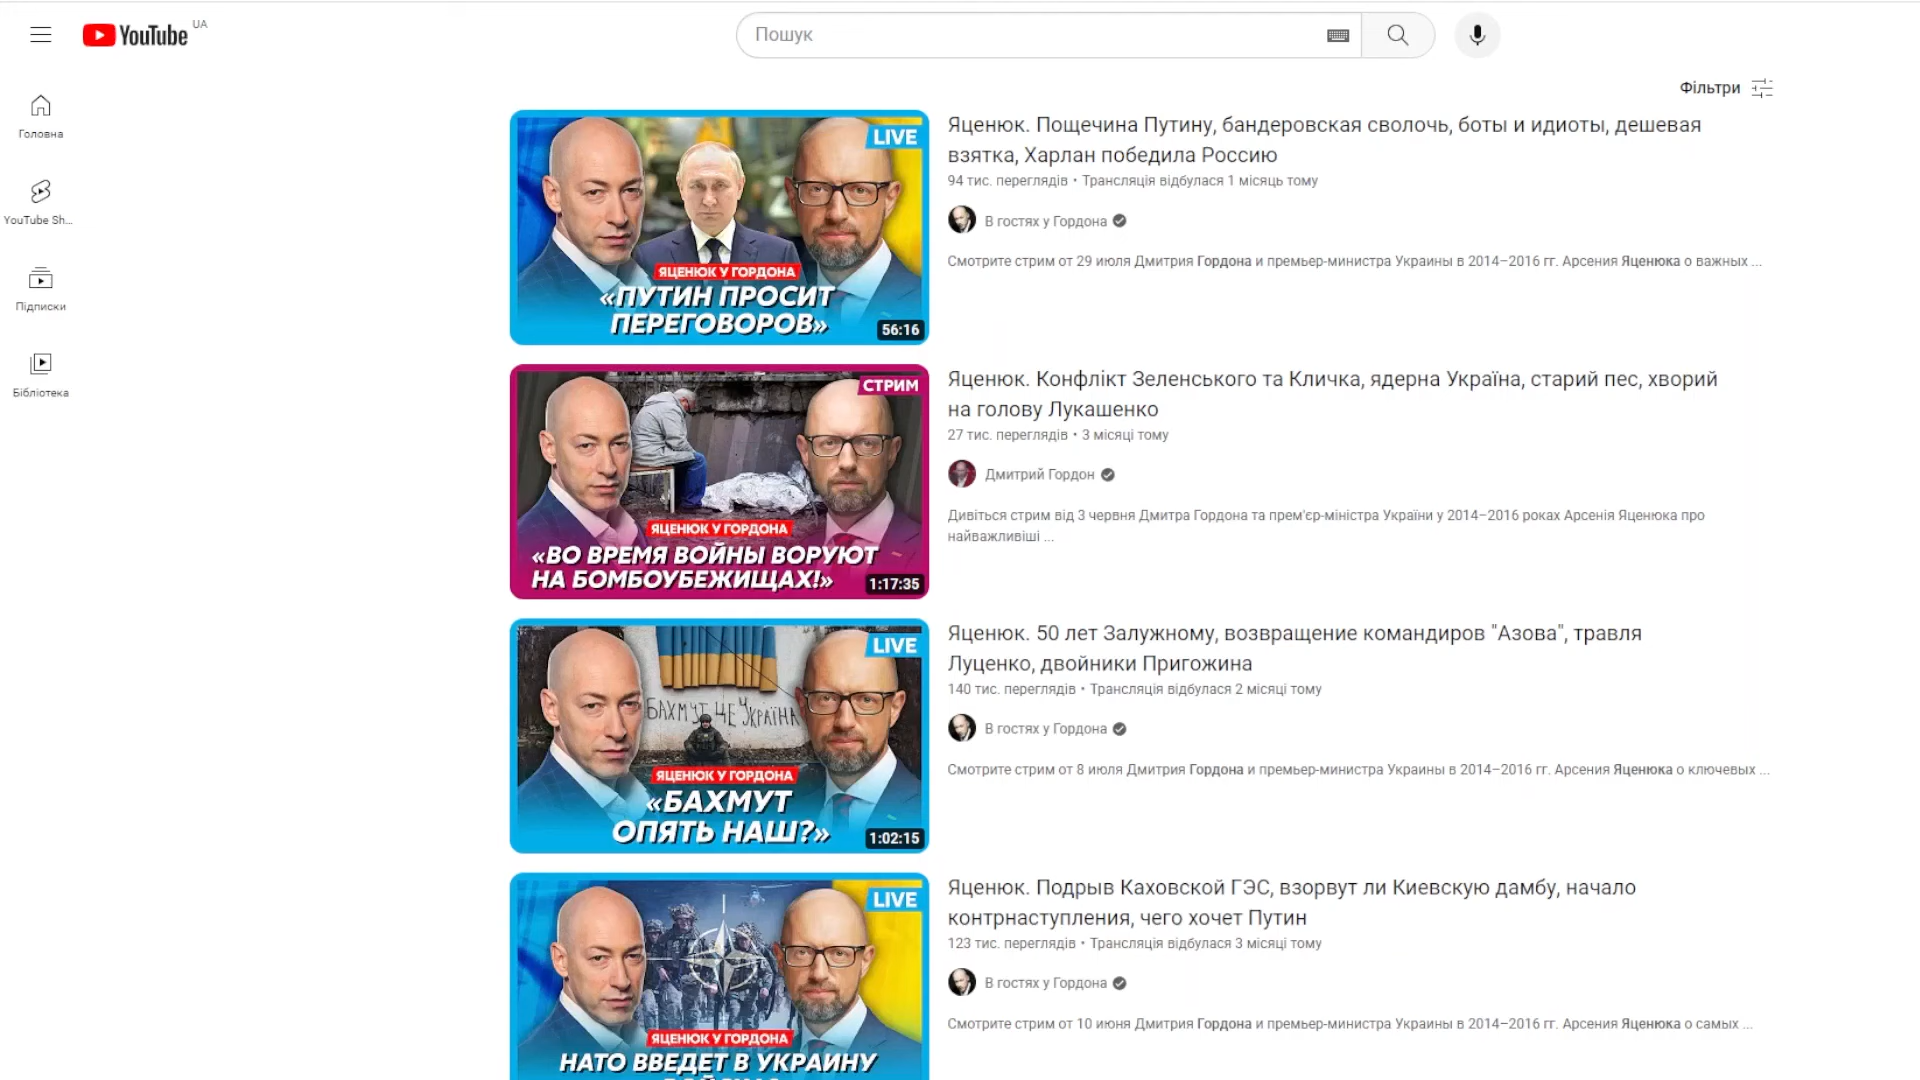 YouTube UA
Пошук
Фільтри
Головна
YouTube Sh...
Підписки
Бібліотека
LIVE
ЯЦЕНЮК У ГОРДОНА
«ПУТИН ПРОСИТ
ПЕРЕГОВОРОВ»
56:16
Яценюк. Пощечина Путину, бандеровская сволочь, боты и идиоты, дешевая
взятка, Харлан победила Россию
94 тис. переглядів • Трансляція відбулася 1 місяць тому
В гостях у Гордона
Смотрите стрим от 29 июля Дмитрия Гордона и премьер-министра Украины в 2014–2016 гг. Арсения Яценюка о важных ...
СТРИМ
ЯЦЕНЮК У ГОРДОНА
«ВО ВРЕМЯ ВОЙНЫ ВОРУЮТ
НА БОМБОУБЕЖИЩАХ!»
1:17:35
Яценюк. Конфлікт Зеленського та Кличка, ядерна Україна, старий пес, хворий
на голову Лукашенко
27 тис. переглядів • 3 місяці тому
Дмитрий Гордон
Дивіться стрим від 3 червня Дмитра Гордона та прем'єр-міністра України у 2014–2016 роках Арсенія Яценюка про
найважливіші ...
LIVE
БАХМУТ ЦЕ УКРАЇНА
ЯЦЕНЮК У ГОРДОНА
«БАХМУТ
ОПЯТЬ НАШ?»
1:02:15
Яценюк. 50 лет Залужному, возвращение командиров "Азова", травля
Луценко, двойники Пригожина
140 тис. переглядів • Трансляція відбулася 2 місяці тому
В гостях у Гордона
Смотрите стрим от 8 июля Дмитрия Гордона и премьер-министра Украины в 2014–2016 гг. Арсения Яценюка о ключевых ...
LIVE
ЯЦЕНЮК У ГОРДОНА
НАТО ВВЕДЕТ В УКРАИНУ
Яценюк. Подрыв Каховской ГЭС, взорвут ли Киевскую дамбу, начало
контрнаступления, чего хочет Путин
123 тис. переглядів • Трансляція відбулася 3 місяці тому
В гостях у Гордона
Смотрите стрим от 10 июня Дмитрия Гордона и премьер-министра Украины в 2014–2016 гг. Арсения Яценюка о самых ...